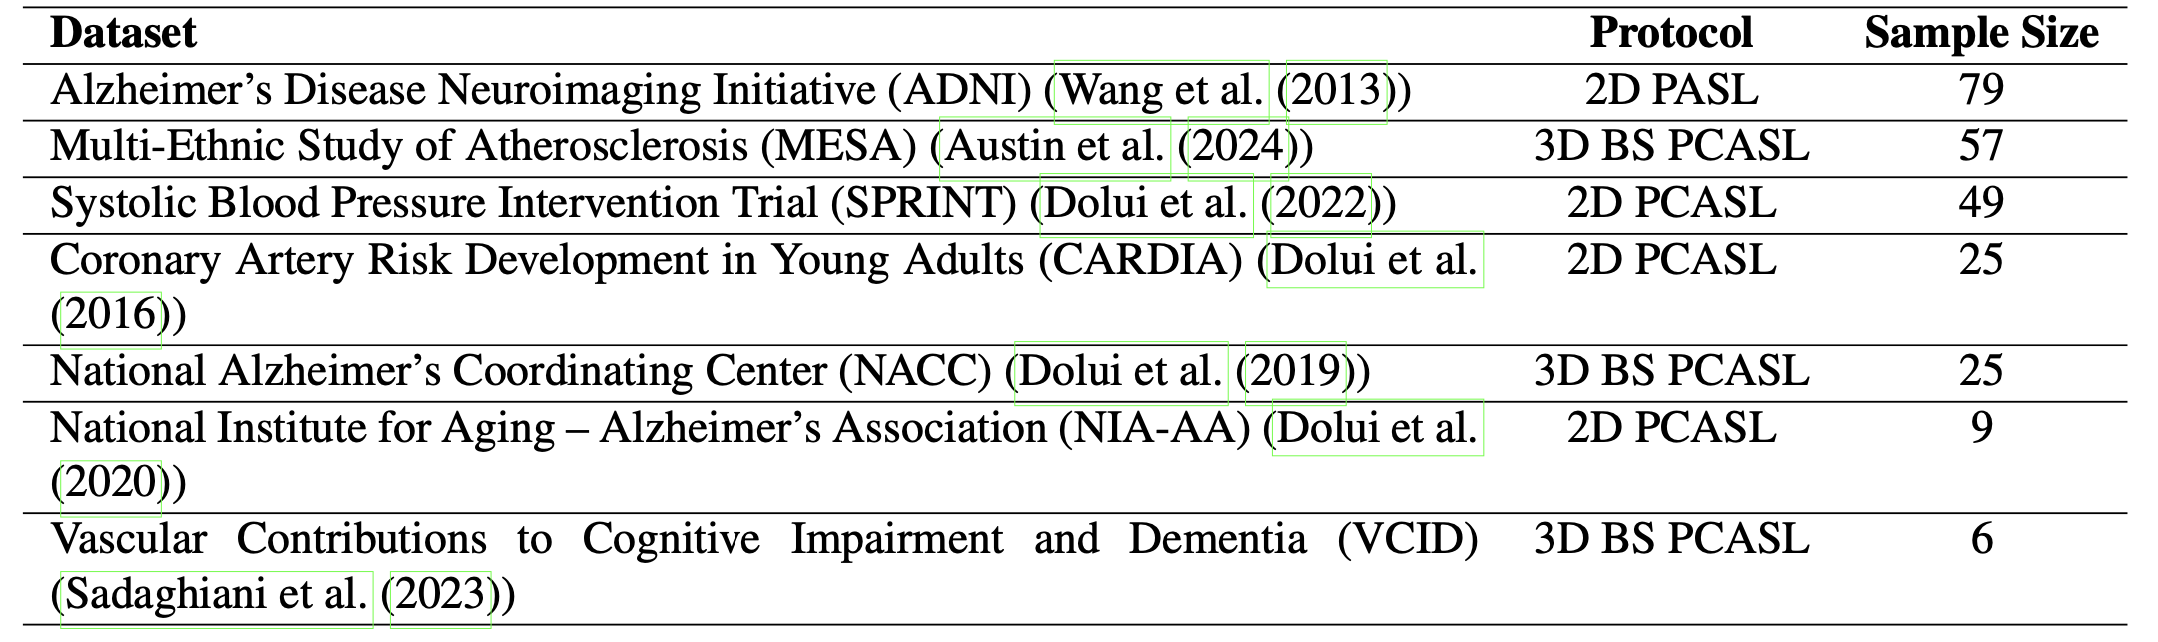 Dataset Protocol Sample Size
Alzheimer’s Disease Neuroimaging Initiative (ADNI) (Wang et al. (2013)) 2D PASL 79
Multi-Ethnic Study of Atherosclerosis (MESA) (Austin et al. (2024)) 3D BS PCASL 57
Systolic Blood Pressure Intervention Trial (SPRINT) (Dolui et al. (2022)) 2D PCASL 49
Coronary Artery Risk Development in Young Adults (CARDIA) (Dolui et al. 2D PCASL 25
(2016))
National Alzheimer’s Coordinating Center (NACC) (Dolui et al. (2019)) 3D BS PCASL 25
National Institute for Aging – Alzheimer’s Association (NIA-AA) (Dolui et al. 2D PCASL 9
(2020))
Vascular Contributions to Cognitive Impairment and Dementia (VCID) 3D BS PCASL 6
(Sadaghiani et al. (2023))